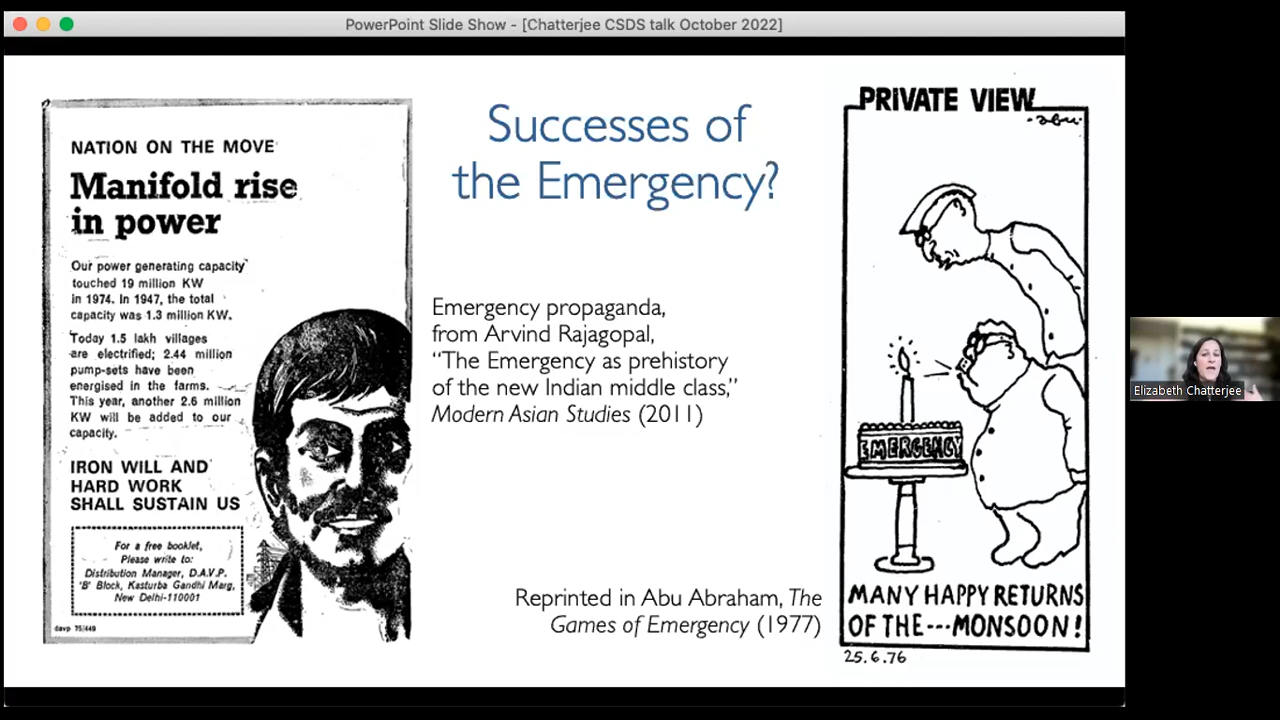 PowerPoint Slide Show - [Chatterjee CSDS talk October 2022]
NATION ON THE MOVE
Manifold rise
in power
Our power generating capacity
touched 19 million KW
in 1974. In 1947, the total
capacity was 1.3 million KW.
Today 1.5 lakh villages
are electrified; 2.44 million
pump-sets have been
energised in the farms.
This year, another 2.6 million
KW will be added to our
capacity.
IRON WILL AND
HARD WORK
SHALL SUSTAIN US
For a free booklet,
Please write to:
Distribution Manager, D.A.V.P.
'B' Block, Kasturba Gandhi Marg,
New Delhi-110001
davp 75/449
Successes of
the Emergency?
Emergency propaganda,
from Arvind Rajagopal,
“The Emergency as prehistory
of the new Indian middle class,”
Modern Asian Studies (2011)
Reprinted in Abu Abraham, The
Games of Emergency (1977)
PRIVATE VIEW
abu
EMERGENCY
MANY HAPPY RETURNS
OF THE---MONSOON!
25.6.76
Elizabeth Chatterjee